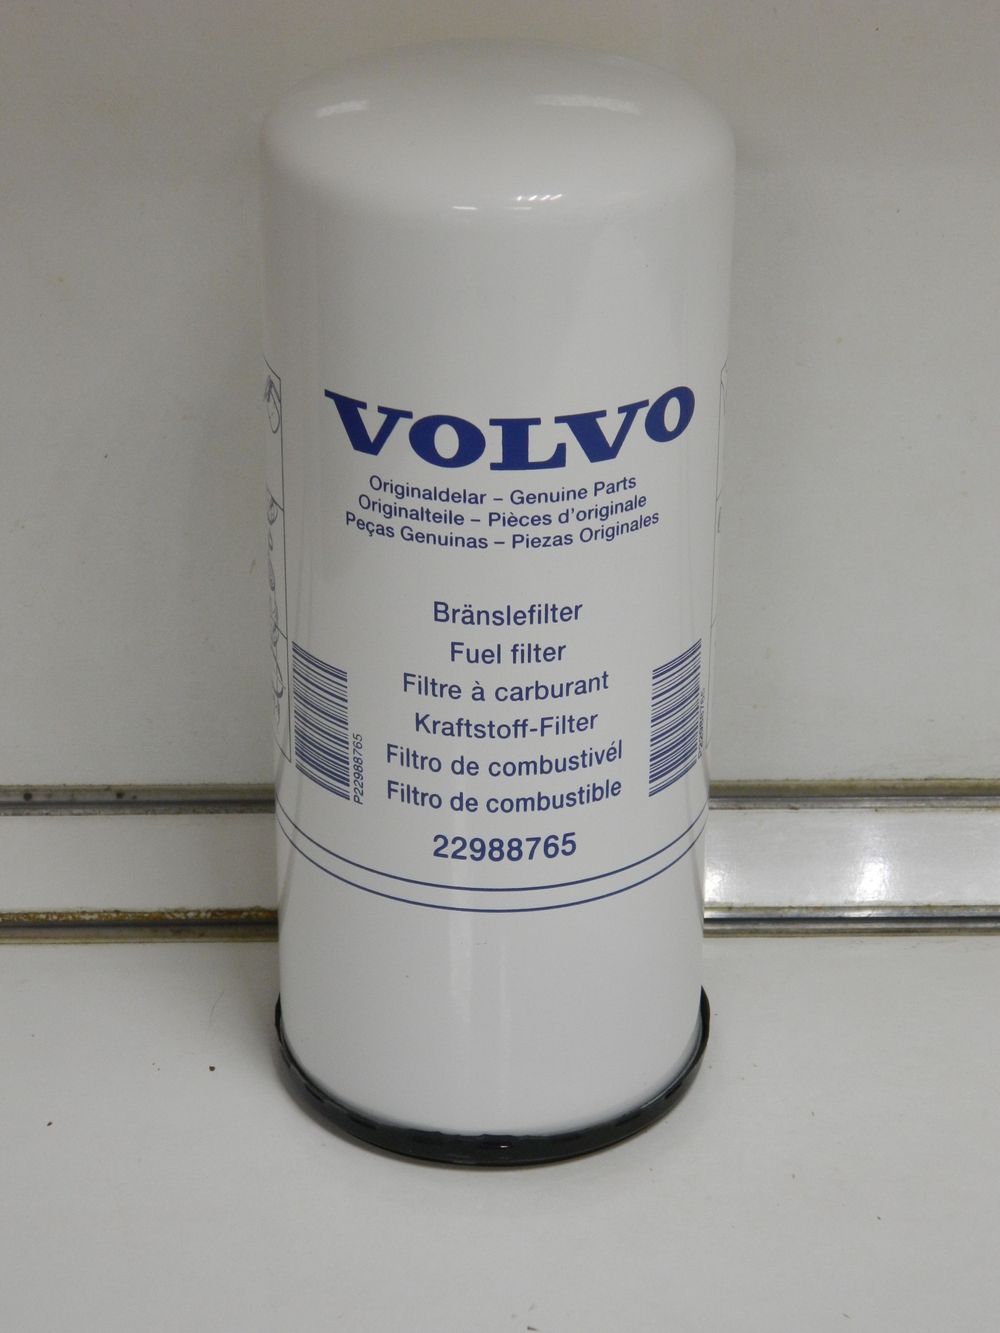 VOLVO
Originaldelar – Genuine Parts
Originalteile – Pièces d'originale
Peças Genuinas – Piezas Originales
Bränslefilter
Fuel filter
Filtre à carburant
Kraftstoff-Filter
Filtro de combustivél
Filtro de combustible
22988765
P22988765
P22988765